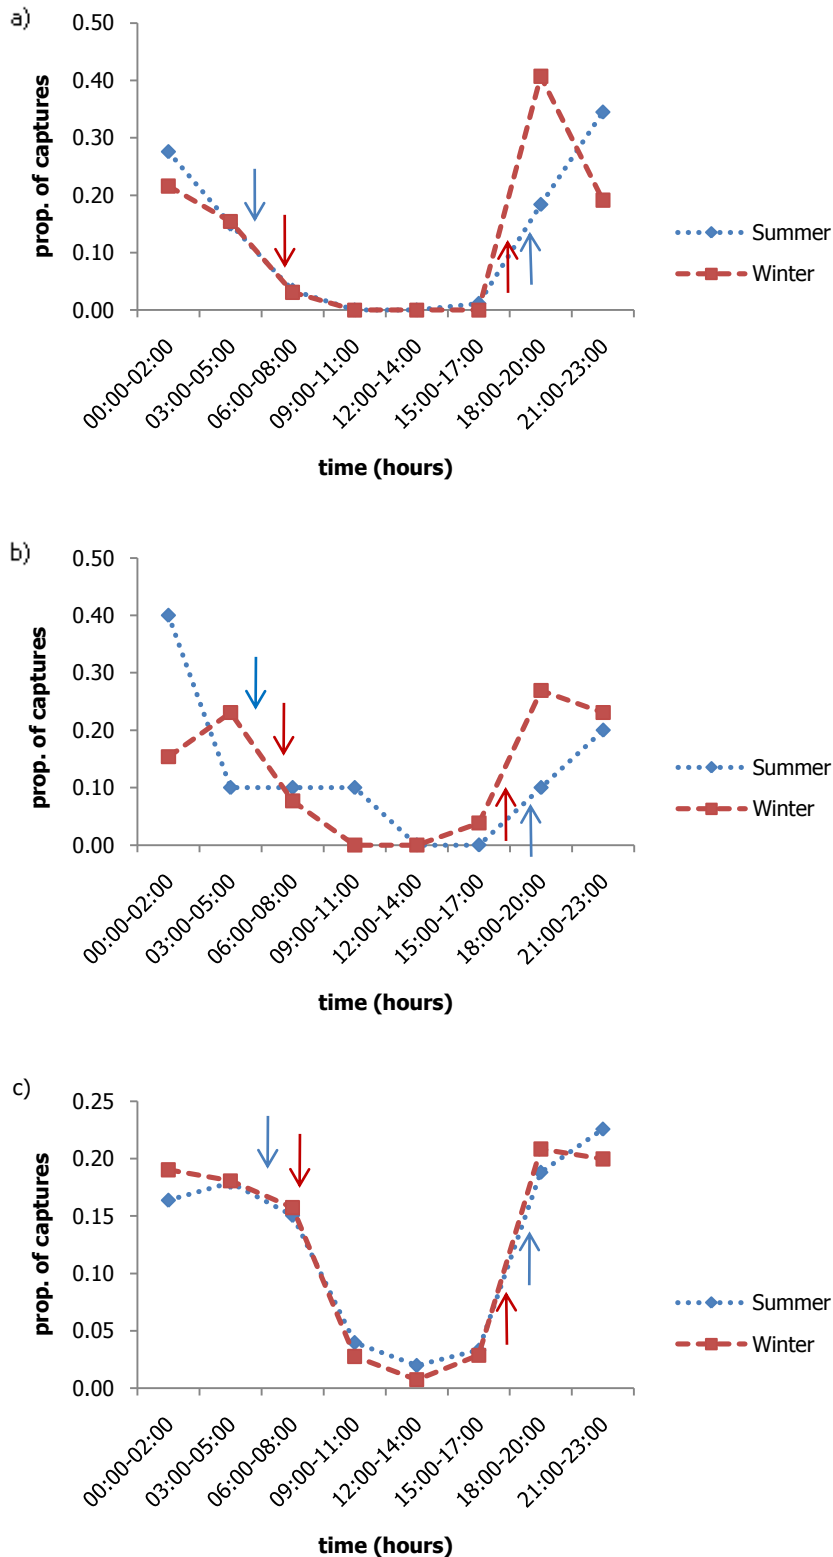 a)
0.50
0.40
0.30
0.20
0.10
0.00
prop. of captures
00:00-02:00
03:00-05:00
06:00-08:00
09:00-11:00
12:00-14:00
15:00-17:00
18:00-20:00
21:00-23:00
time (hours)
Summer
Winter
b)
0.50
0.40
0.30
0.20
0.10
0.00
prop. of captures
00:00-02:00
03:00-05:00
06:00-08:00
09:00-11:00
12:00-14:00
15:00-17:00
18:00-20:00
21:00-23:00
time (hours)
Summer
Winter
c)
0.25
0.20
0.15
0.10
0.05
0.00
prop. of captures
00:00-02:00
03:00-05:00
06:00-08:00
09:00-11:00
12:00-14:00
15:00-17:00
18:00-20:00
21:00-23:00
time (hours)
Summer
Winter